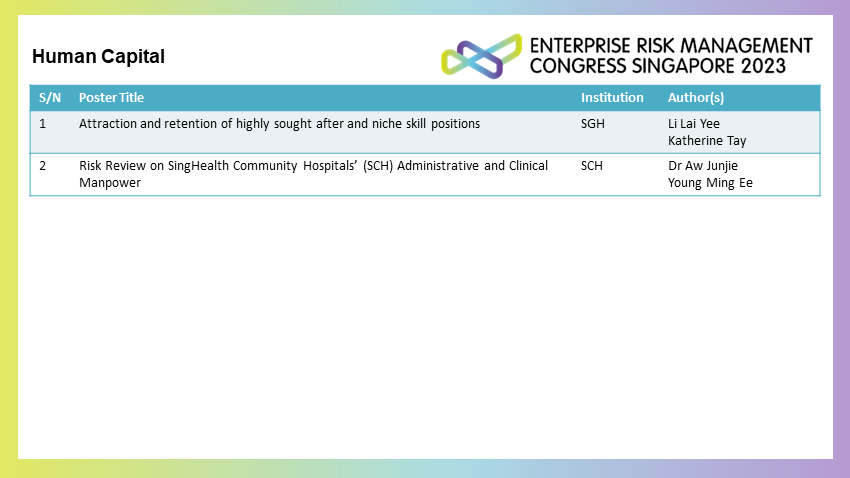 Human Capital
ENTERPRISE RISK MANAGEMENT
CONGRESS SINGAPORE 2023
S/N Poster Title Institution Author(s)
1 Attraction and retention of highly sought after and niche skill positions SGH Li Lai Yee
Katherine Tay
2 Risk Review on SingHealth Community Hospitals’ (SCH) Administrative and Clinical SCH Dr Aw Junjie
Manpower Young Ming Ee